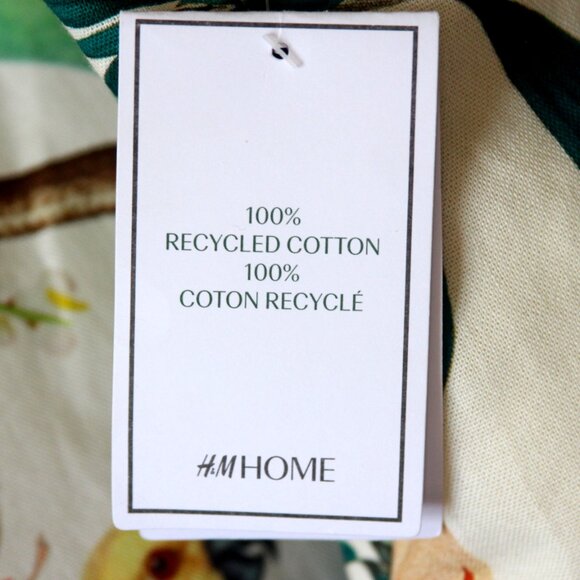 100%
RECYCLED COTTON
100%
COTON RECYCLÉ
H&M HOME